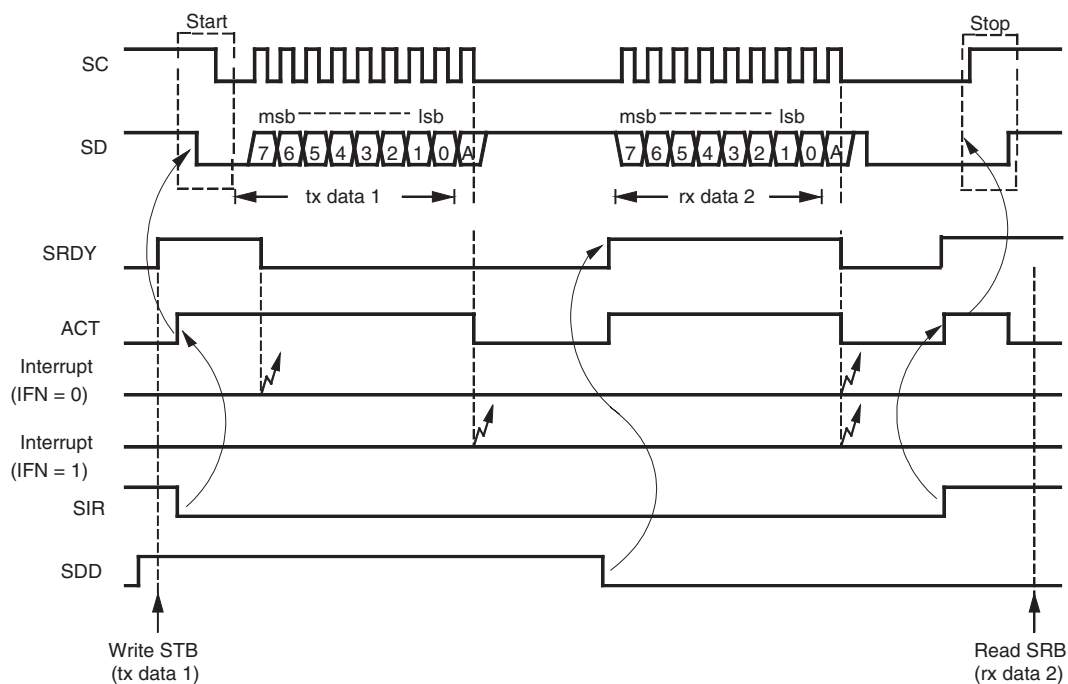 Start
Stop
SC
msb
lsb
msb
lsb
SD
7 6 5 4 3 2 1 0 A
7 6 5 4 3 2 1 0 A
tx data 1
rx data 2
SRDY
ACT
Interrupt
(IFN = 0)
Interrupt
(IFN = 1)
SIR
SDD
Write STB
(tx data 1)
Read SRB
(rx data 2)